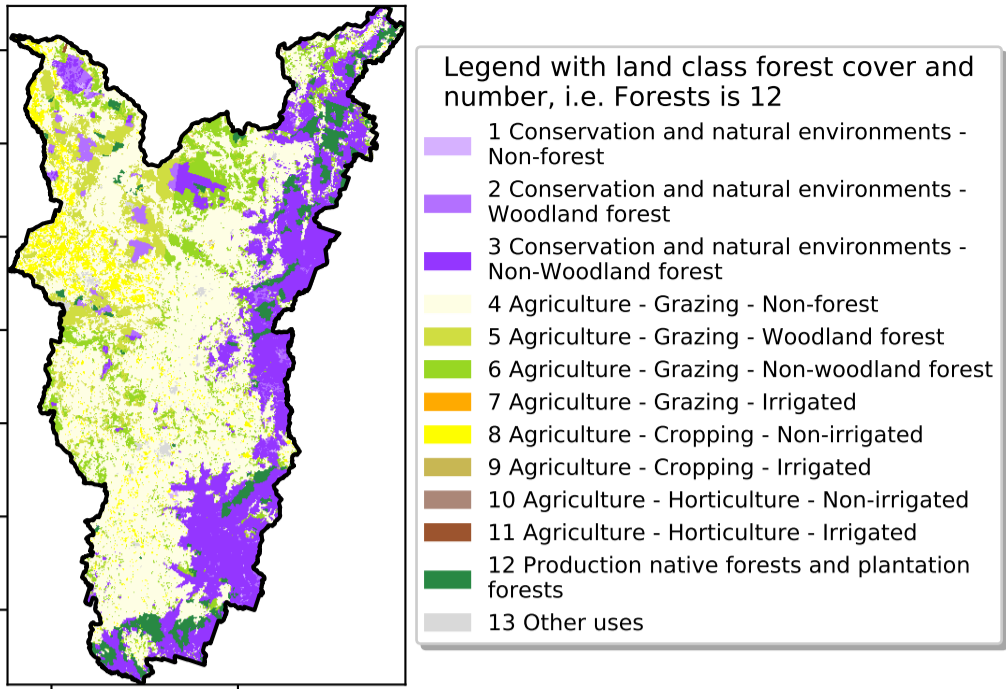 Legend with land class forest cover and
number, i.e. Forests is 12
1 Conservation and natural environments -
Non-forest
2 Conservation and natural environments -
Woodland forest
3 Conservation and natural environments -
Non-Woodland forest
4 Agriculture - Grazing - Non-forest
5 Agriculture - Grazing - Woodland forest
6 Agriculture - Grazing - Non-woodland forest
7 Agriculture - Grazing - Irrigated
8 Agriculture - Cropping - Non-irrigated
9 Agriculture - Cropping - Irrigated
10 Agriculture - Horticulture - Non-irrigated
11 Agriculture - Horticulture - Irrigated
12 Production native forests and plantation
forests
13 Other uses